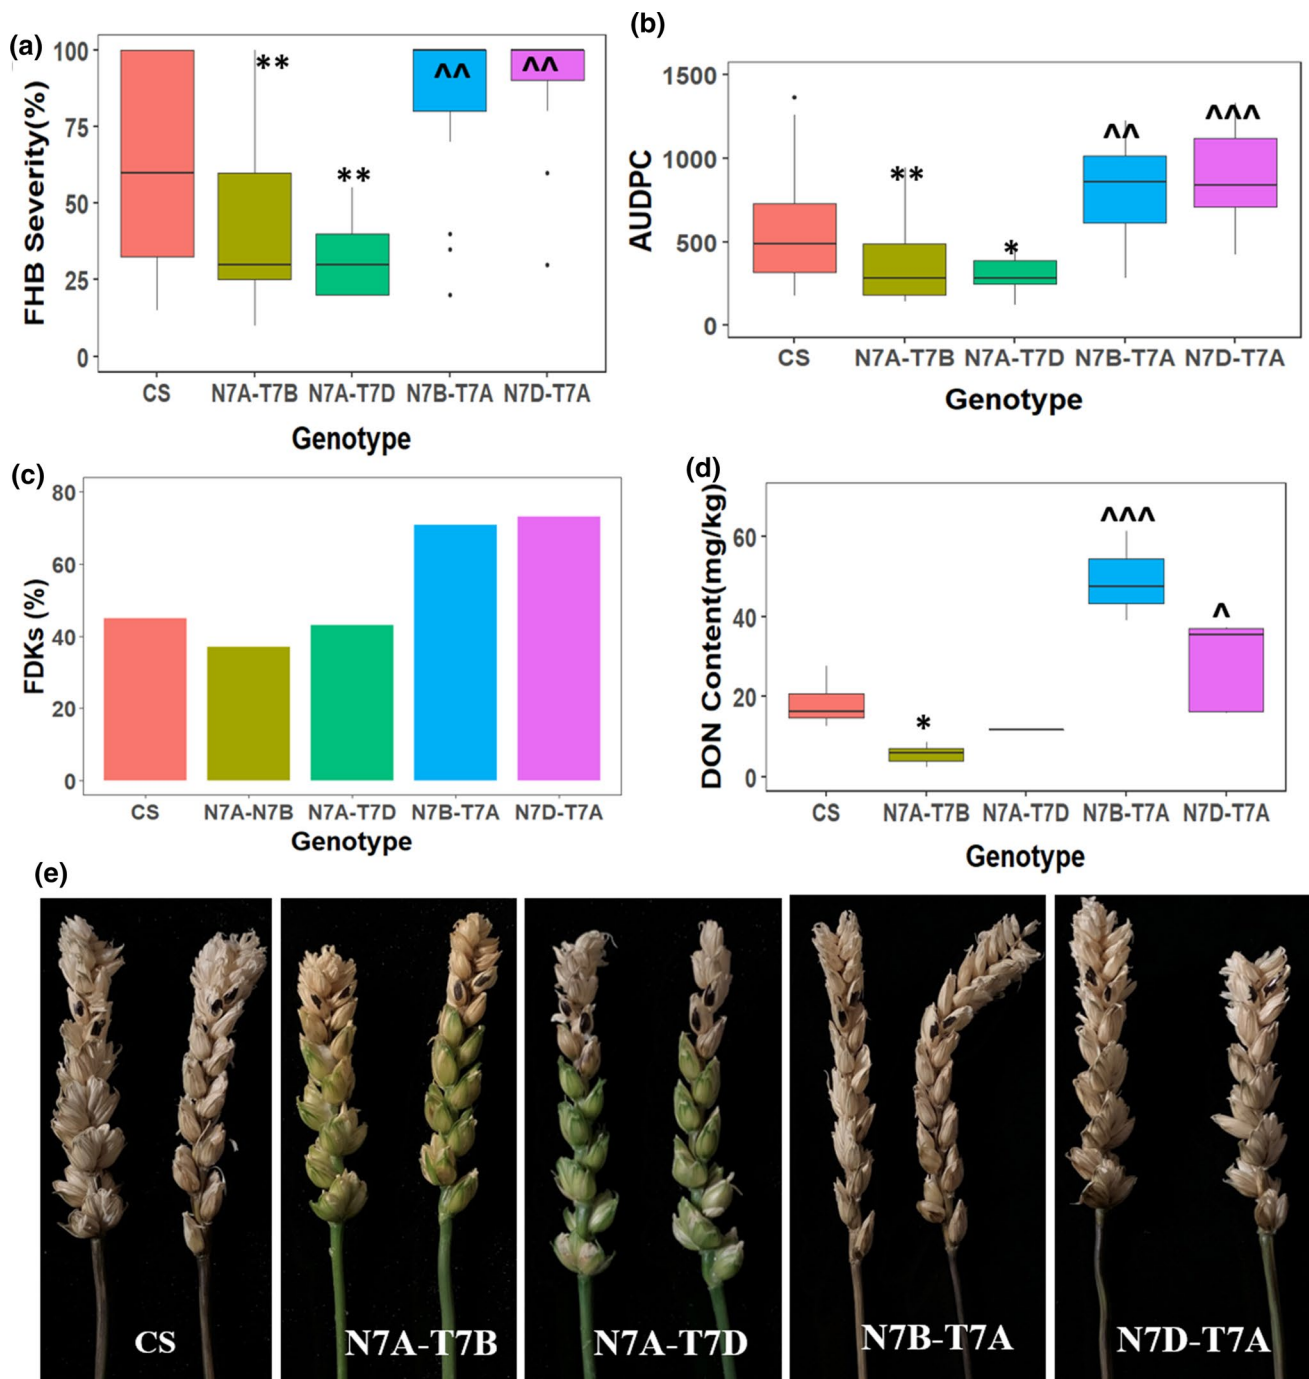 (a)
FHB Severity(%)
100
75
50
25
0
**
**
^^
^^
CS N7A-T7B N7A-T7D N7B-T7A N7D-T7A
Genotype
(b)
AUDPC
1500
1000
500
0
**
*
^^
^^^
CS N7A-T7B N7A-T7D N7B-T7A N7D-T7A
Genotype
(c)
FDKs (%)
80
60
40
20
0
CS N7A-N7B N7A-T7D N7B-T7A N7D-T7A
Genotype
(d)
DON Content(mg/kg)
60
40
20
0
*
^^^
^
CS N7A-T7B N7A-T7D N7B-T7A N7D-T7A
Genotype
(e)
CS N7A-T7B N7A-T7D N7B-T7A N7D-T7A